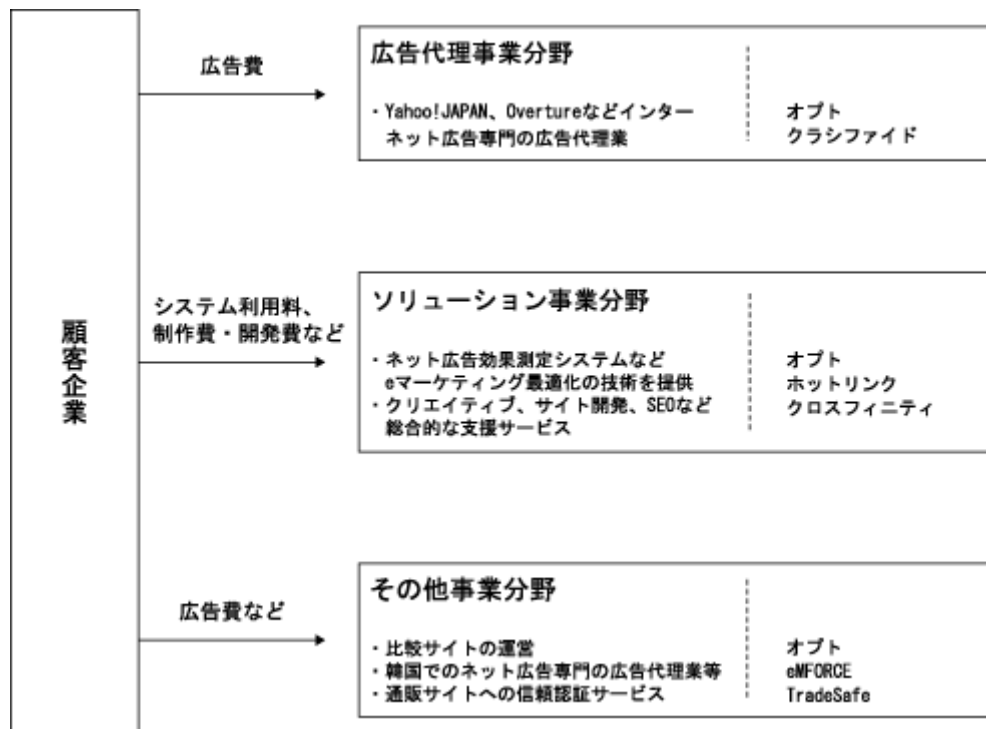 顧客企業
広告費
広告代理事業分野
・Yahoo!JAPAN、Overtureなどインター
ネット広告専門の広告代理業
オプト
クラシファイド
システム利用料、
制作費・開発費など
ソリューション事業分野
・ネット広告効果測定システムなど
eマーケティング最適化の技術を提供
・クリエイティブ、サイト開発、SEOなど
総合的な支援サービス
オプト
ホットリンク
クロスフィニティ
広告費など
その他事業分野
・比較サイトの運営
・韓国でのネット広告専門の広告代理業等
・通販サイトへの信頼認証サービス
オプト
eMFORCE
TradeSafe